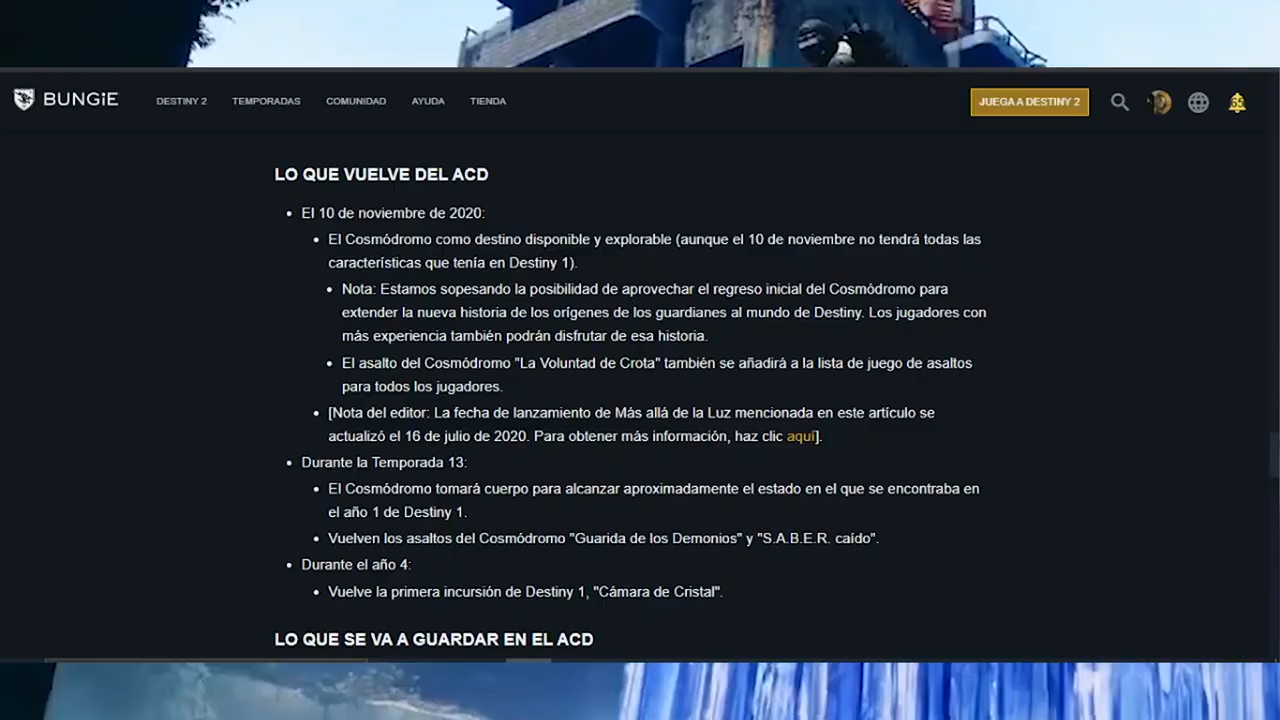 BUNGiE DESTINY 2 TEMPORADAS COMUNIDAD AYUDA TIENDA JUEGA A DESTINY 2 63
LO QUE VUELVE DEL ACD
• El 10 de noviembre de 2020:
• El Cosmódromo como destino disponible y explorable (aunque el 10 de noviembre no tendrá todas las
características que tenía en Destiny 1).
• Nota: Estamos sopesando la posibilidad de aprovechar el regreso inicial del Cosmódromo para
extender la nueva historia de los orígenes de los guardianes al mundo de Destiny. Los jugadores con
más experiencia también podrán disfrutar de esa historia.
• El asalto del Cosmódromo "La Voluntad de Crota" también se añadirá a la lista de juego de asaltos
para todos los jugadores.
• [Nota del editor: La fecha de lanzamiento de Más allá de la Luz mencionada en este artículo se
actualizó el 16 de julio de 2020. Para obtener más información, haz clic aquí].
• Durante la Temporada 13:
• El Cosmódromo tomará cuerpo para alcanzar aproximadamente el estado en el que se encontraba en
el año 1 de Destiny 1.
• Vuelven los asaltos del Cosmódromo "Guarida de los Demonios" y "S.A.B.E.R. caído".
• Durante el año 4:
• Vuelve la primera incursión de Destiny 1, "Cámara de Cristal".
LO QUE SE VA A GUARDAR EN EL ACD